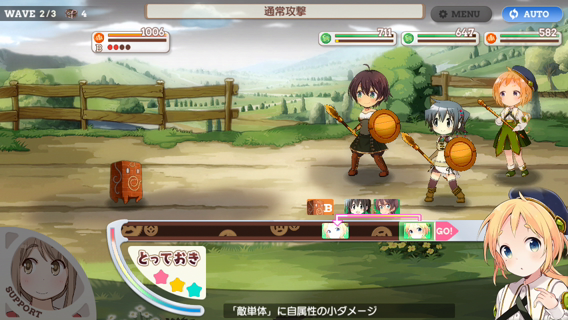 WAVE 2/3
4
通常攻撃
MENU
AUTO
1006
B
711
647
582
B
GO!
とっておき
SUPPORT
「敵単体」に自属性の小ダメージ